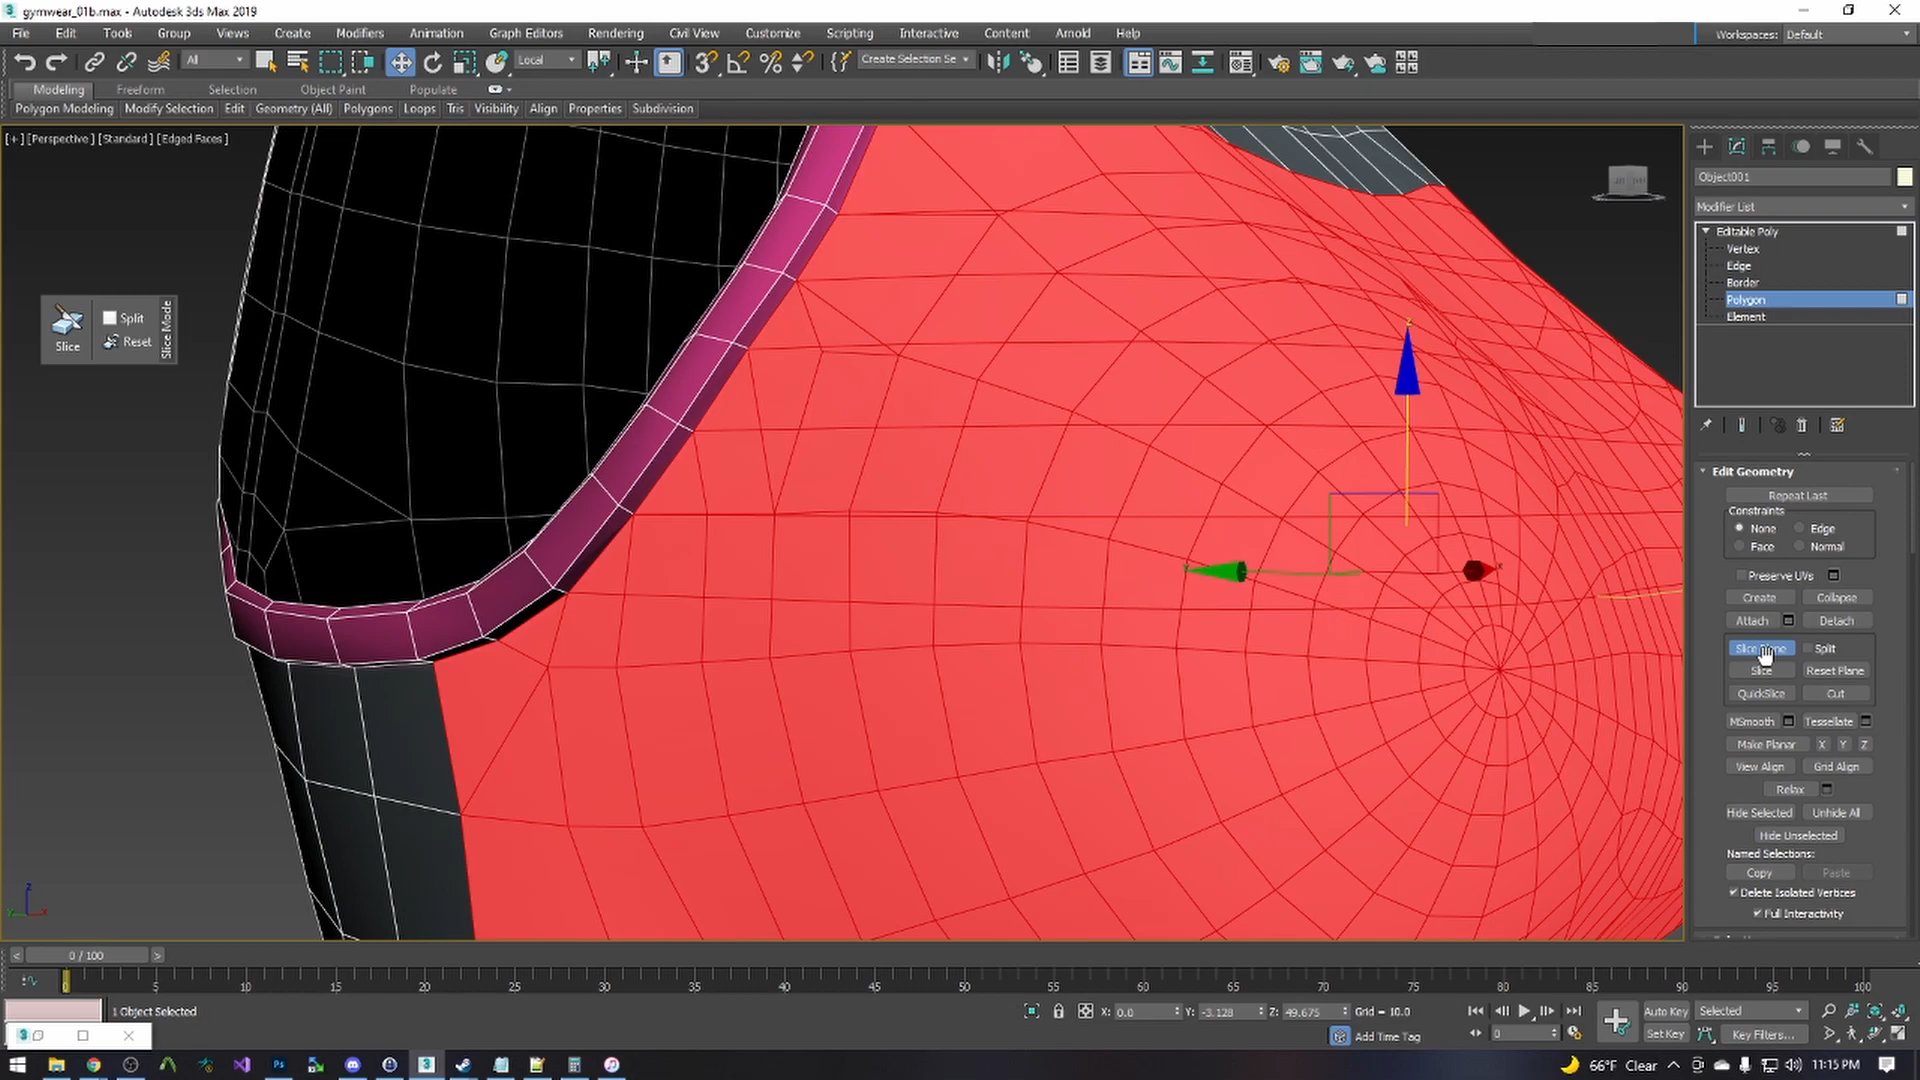 gymwear_01b.max - Autodesk 3ds Max 2019
File Edit Tools Group Views Create Modifiers Animation Graph Editors Rendering Civil View Customize Scripting Interactive Content Arnold Help
Workspaces: Default
All Local Create Selection Se
Modeling Freeform Selection Object Paint Populate
Polygon Modeling Modify Selection Edit Geometry (All) Polygons Loops Tris Visibility Align Properties Subdivision
[+] [Perspective] [Standard] [Edged Faces]
Object001
Modifier List
Editable Poly
Vertex
Edge
Border
Polygon
Element
Slice
Split
Reset
Slice Mode
Edit Geometry
Repeat Last
Constraints
None Edge
Face Normal
Preserve UVs
Create Collapse
Attach Detach
Split
Slice Reset Plane
QuickSlice Cut
MSmooth Tessellate
Make Planar X Y Z
View Align Grid Align
Relax
Hide Selected Unhide All
Hide Unselected
Named Selections:
Copy Paste
Delete Isolated Vertices
Full Interactivity
z
x
0 / 100
0 5 10 15 20 25 30 35 40 45 50 55 60 65 70 75 80 85 90 95 100
1 Object Selected
X: 0.0 Y: -3.128 Z: 49.675 Grid = 10.0
Add Time Tag
0
Auto Key Selected
Set Key Key Filters...
66°F Clear 11:15 PM